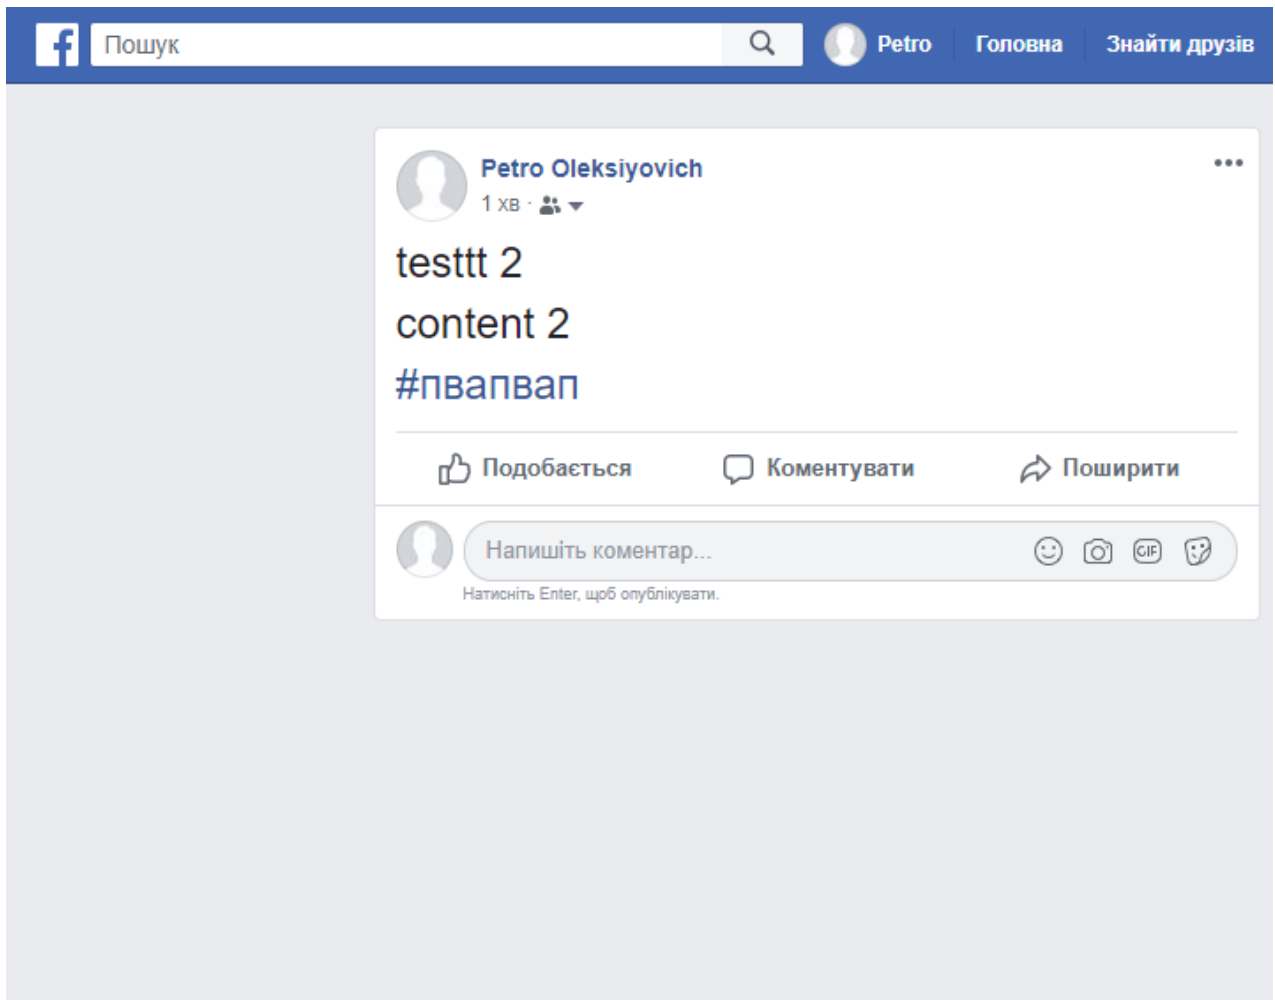 Пошук
Petro
Головна
Знайти друзів
Petro Oleksiyovich
1 хв ·
testtt 2
content 2
#пвапвап
Подобається
Коментувати
Поширити
Напишіть коментар...
GIF
Натисніть Enter, щоб опублікувати.